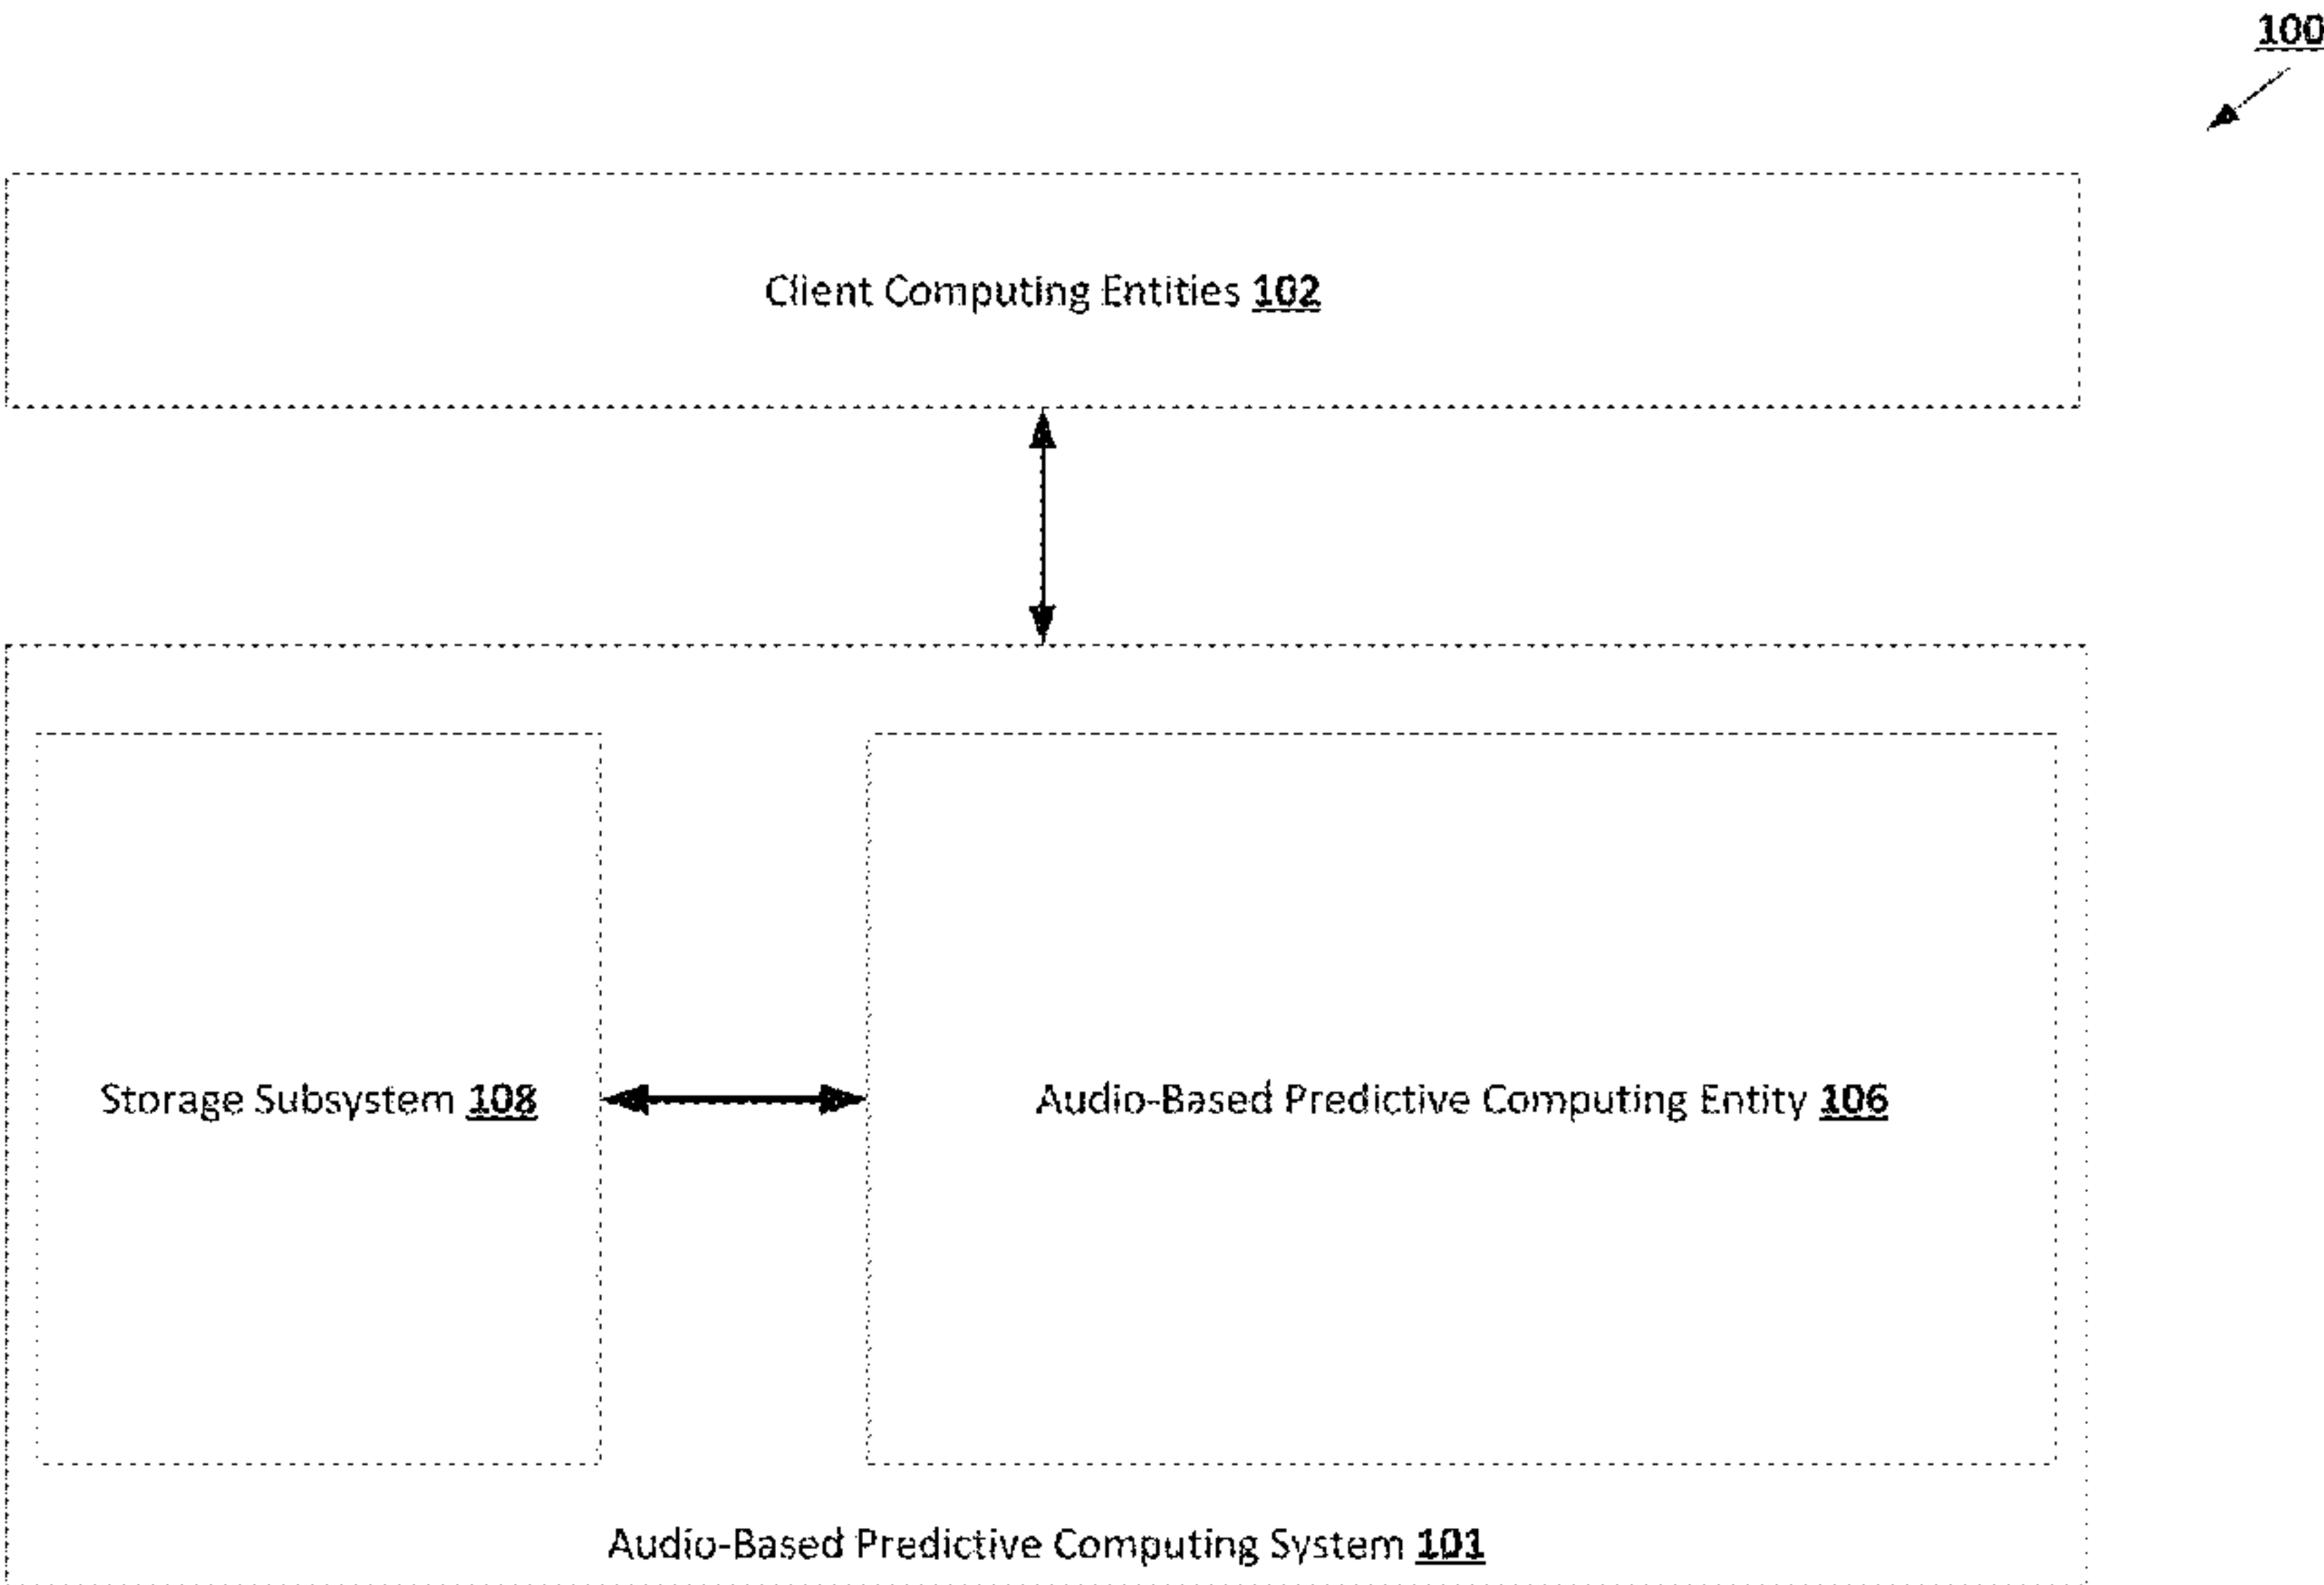 100
Client Computing Entities 102
Storage Subsystem 108
Audio-Based Predictive Computing Entity 106
Audio-Based Predictive Computing System 101